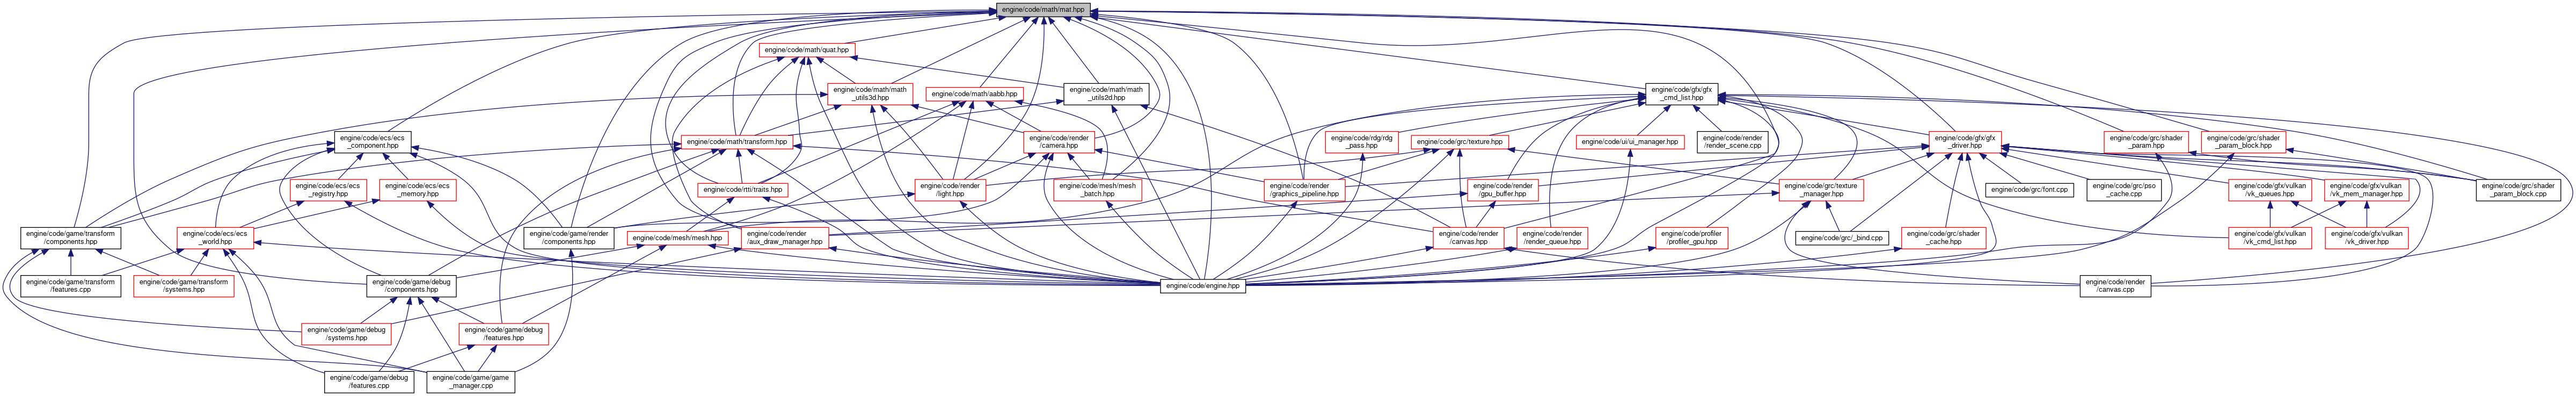 engine/code/math/mat.hpp
engine/code/math/quat.hpp
engine/code/math/math
_utils3d.hpp
engine/code/math/aabb.hpp
engine/code/math/math
_utils2d.hpp
engine/code/gfx/gfx
_cmd_list.hpp
engine/code/ecs/ecs
_component.hpp
engine/code/math/transform.hpp
engine/code/render
/camera.hpp
engine/code/rdg/rdg
_pass.hpp
engine/code/grc/texture.hpp
engine/code/ui/ui_manager.hpp
engine/code/render
/render_scene.cpp
engine/code/gfx/gfx
_driver.hpp
engine/code/grc/shader
_param.hpp
engine/code/grc/shader
_param_block.hpp
engine/code/ecs/ecs
_registry.hpp
engine/code/ecs/ecs
_memory.hpp
engine/code/rtti/traits.hpp
engine/code/render
/light.hpp
engine/code/mesh/mesh
_batch.hpp
engine/code/render
/graphics_pipeline.hpp
engine/code/render
/gpu_buffer.hpp
engine/code/grc/texture
_manager.hpp
engine/code/grc/font.cpp
engine/code/grc/pso
_cache.cpp
engine/code/gfx/vulkan
/vk_queues.hpp
engine/code/gfx/vulkan
/vk_mem_manager.hpp
engine/code/grc/shader
_param_block.cpp
engine/code/game/transform
/components.hpp
engine/code/ecs/ecs
_world.hpp
engine/code/game/render
/components.hpp
engine/code/mesh/mesh.hpp
engine/code/render
/aux_draw_manager.hpp
engine/code/render
/canvas.hpp
engine/code/render
/render_queue.hpp
engine/code/profiler
/profiler_gpu.hpp
engine/code/grc/_bind.cpp
engine/code/grc/shader
_cache.hpp
engine/code/gfx/vulkan
/vk_cmd_list.hpp
engine/code/gfx/vulkan
/vk_driver.hpp
engine/code/game/transform
/features.cpp
engine/code/game/transform
/systems.hpp
engine/code/game/debug
/components.hpp
engine/code/engine.hpp
engine/code/render
/canvas.cpp
engine/code/game/debug
/systems.hpp
engine/code/game/debug
/features.hpp
engine/code/game/debug
/features.cpp
engine/code/game/game
_manager.cpp